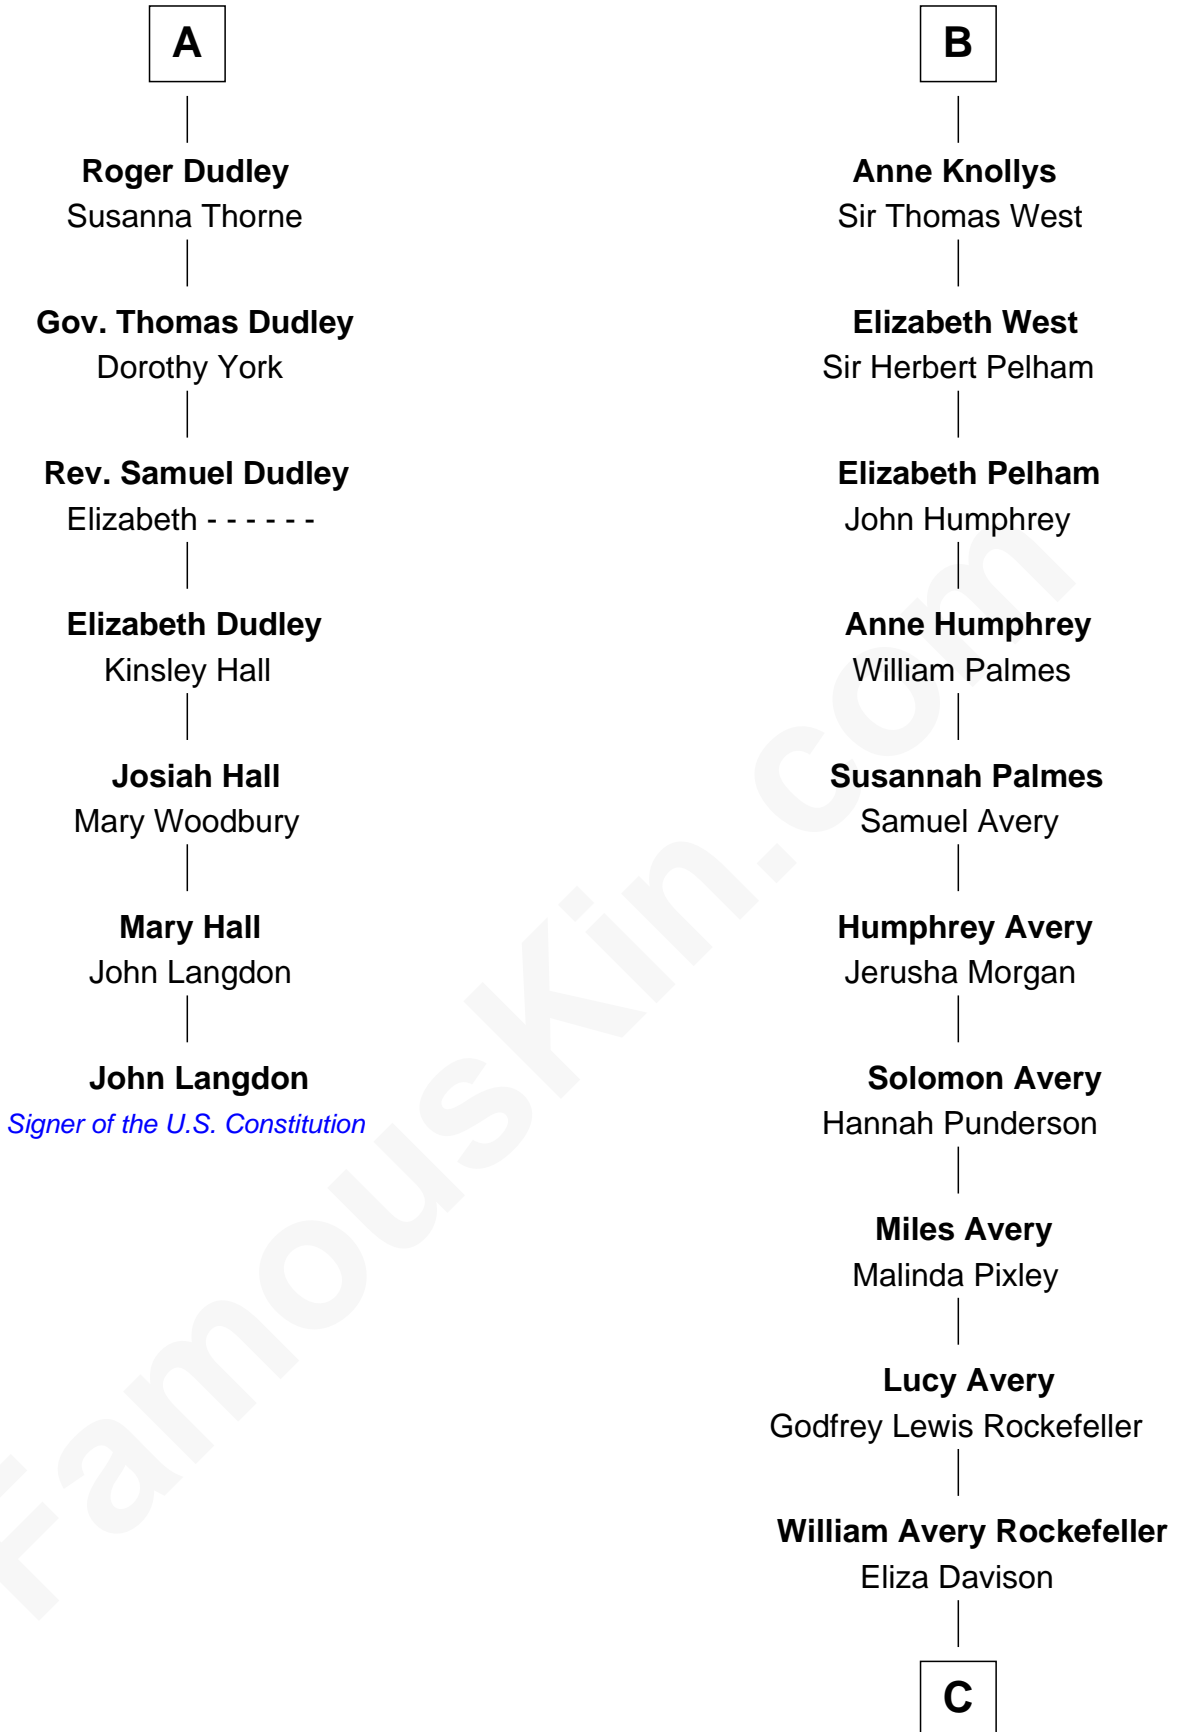 A
Roger Dudley
Susanna Thorne
Gov. Thomas Dudley
Dorothy York
Rev. Samuel Dudley
Elizabeth - - - - - -
Elizabeth Dudley
Kinsley Hall
Josiah Hall
Mary Woodbury
Mary Hall
John Langdon
John Langdon
Signer of the U.S. Constitution
B
Anne Knollys
Sir Thomas West
Elizabeth West
Sir Herbert Pelham
Elizabeth Pelham
John Humphrey
Anne Humphrey
William Palmes
Susannah Palmes
Samuel Avery
Humphrey Avery
Jerusha Morgan
Solomon Avery
Hannah Punderson
Miles Avery
Malinda Pixley
Lucy Avery
Godfrey Lewis Rockefeller
William Avery Rockefeller
Eliza Davison
C
FamousKin.com